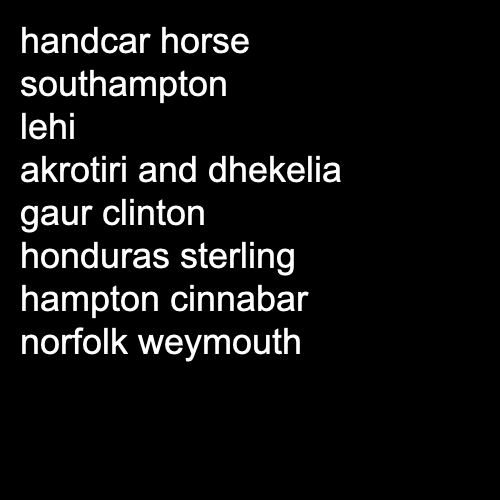 handcar horse
southampton
lehi
akrotiri and dhekelia
gaur clinton
honduras sterling
hampton cinnabar
norfolk weymouth